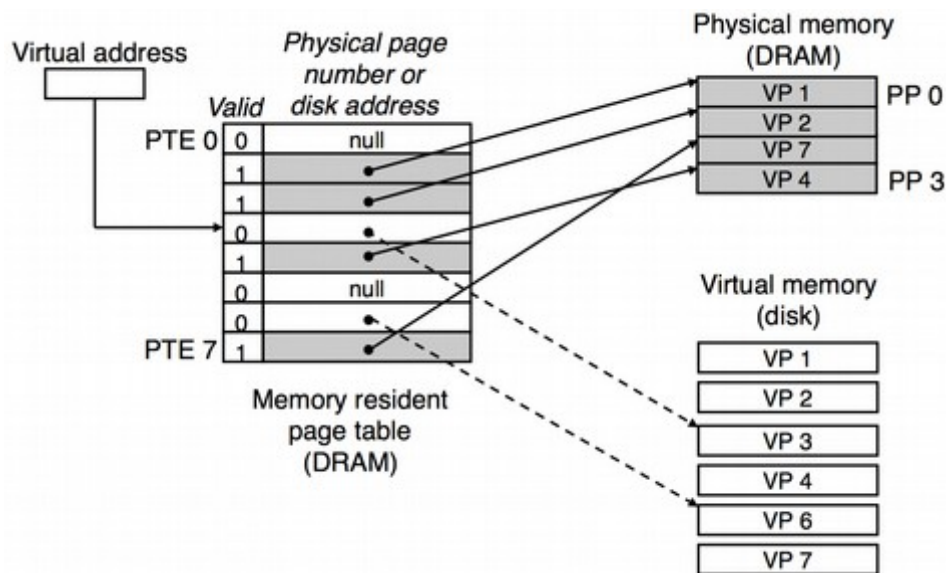 Virtual address
Physical page
number or
disk address
Valid
PTE 0
0
null
1
1
0
1
0
null
0
PTE 7
1
Memory resident
page table
(DRAM)
Physical memory
(DRAM)
VP 1
PP 0
VP 2
VP 7
VP 4
PP 3
Virtual memory
(disk)
VP 1
VP 2
VP 3
VP 4
VP 6
VP 7